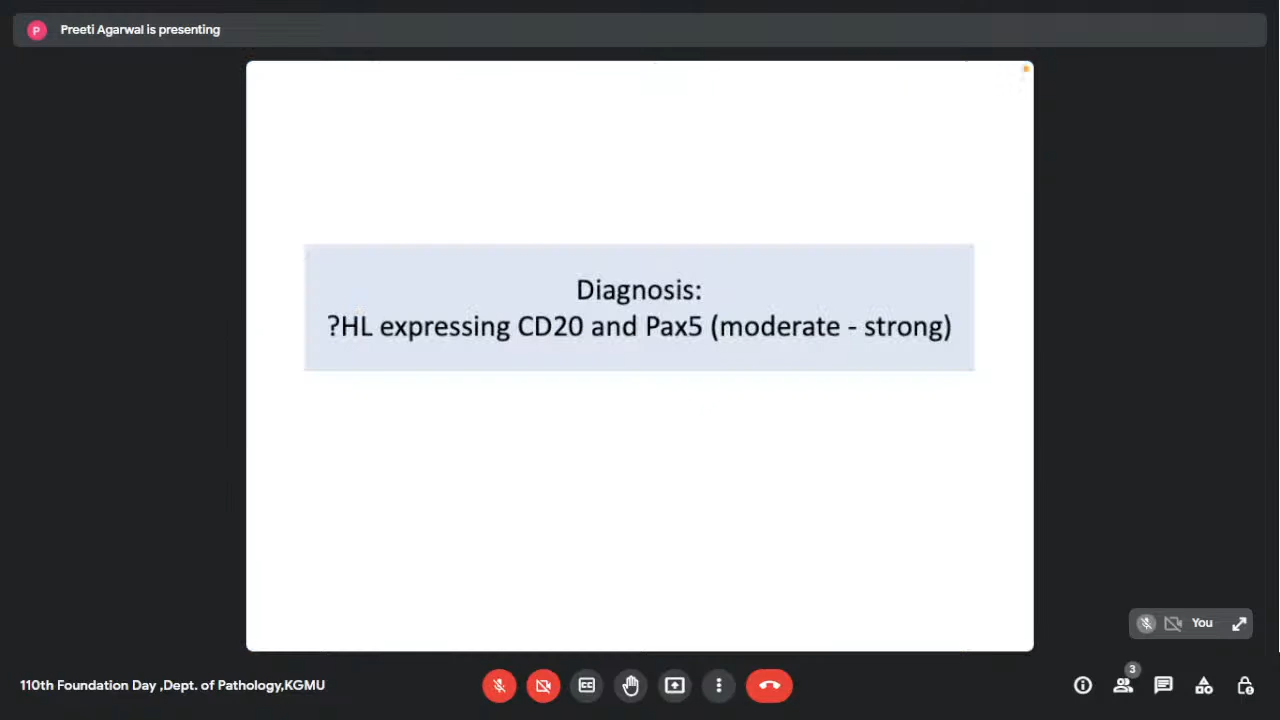 P
Preeti Agarwal is presenting
Diagnosis:
?HL expressing CD20 and Pax5 (moderate - strong)
You
3
110th Foundation Day ,Dept. of Pathology,KGMU
CC